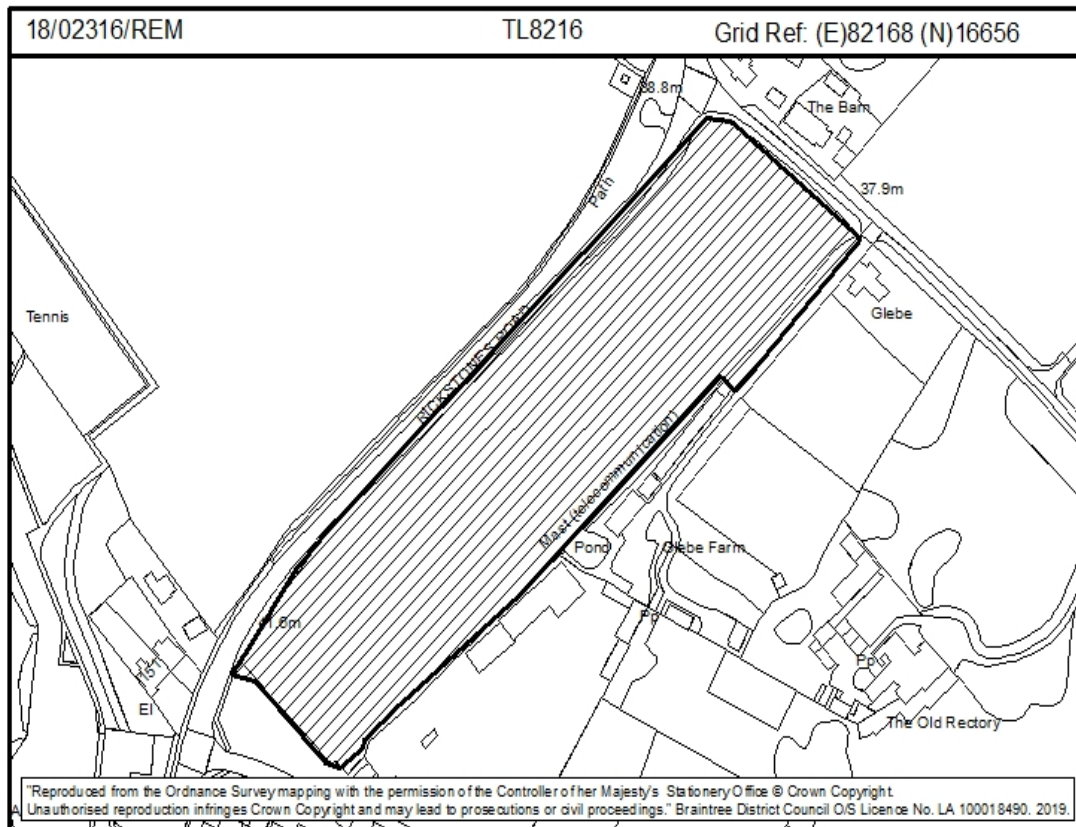 18/02316/REM TL8216 Grid Ref: (E)82168 (N)16656
38.8m
The Barn
Path
37.9m
Tennis
Glebe
RICKSTONES ROAD
Mast (telecommunication)
Pond
Glebe Farm
1.6m
Pp
151
Pp
El
The Old Rectory
"Reproduced from the Ordnance Survey mapping with the permission of the Controller of her Majesty's Stationery Office © Crown Copyright.
Unauthorised reproduction infringes Crown Copyright and may lead to prosecutions or civil proceedings." Braintree District Council O/S Licence No. LA 100018490. 2019.